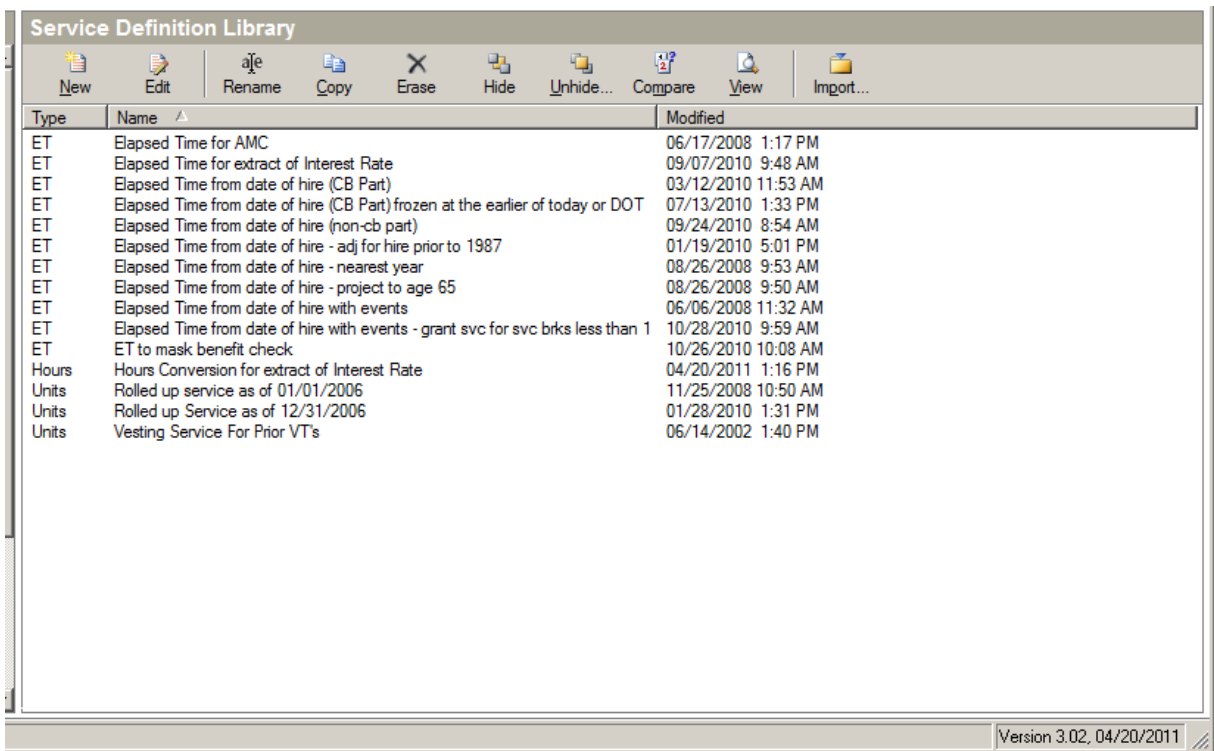 Service Definition Library
New Edit Rename Copy Erase Hide Unhide... Compare View Import...
Type Name Modified
ET Elapsed Time for AMC 06/17/2008 1:17 PM
ET Elapsed Time for extract of Interest Rate 09/07/2010 9:48 AM
ET Elapsed Time from date of hire (CB Part) 03/12/2010 11:53 AM
ET Elapsed Time from date of hire (CB Part) frozen at the earlier of today or DOT 07/13/2010 1:33 PM
ET Elapsed Time from date of hire (non-cb part) 09/24/2010 8:54 AM
ET Elapsed Time from date of hire - adj for hire prior to 1987 01/19/2010 5:01 PM
ET Elapsed Time from date of hire - nearest year 08/26/2008 9:53 AM
ET Elapsed Time from date of hire - project to age 65 08/26/2008 9:50 AM
ET Elapsed Time from date of hire with events 06/06/2008 11:32 AM
ET Elapsed Time from date of hire with events - grant svc for svc brks less than 1 10/28/2010 9:59 AM
ET ET to mask benefit check 10/26/2010 10:08 AM
Hours Hours Conversion for extract of Interest Rate 04/20/2011 1:16 PM
Units Rolled up service as of 01/01/2006 11/25/2008 10:50 AM
Units Rolled up Service as of 12/31/2006 01/28/2010 1:31 PM
Units Vesting Service For Prior VT's 06/14/2002 1:40 PM
Version 3.02, 04/20/2011